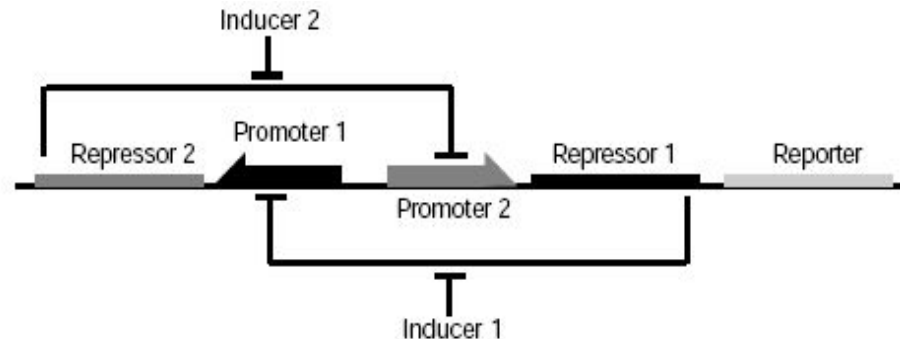 Inducer 2
Promoter 1
Repressor 2
Repressor 1
Reporter
Promoter 2
Inducer 1